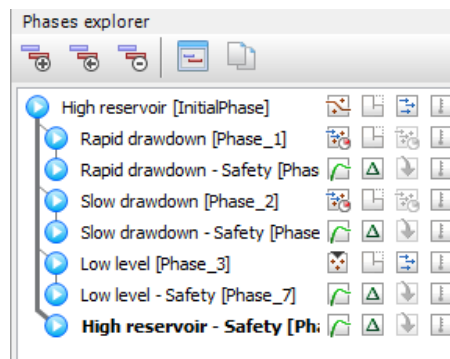 Phases explorer
High reservoir [InitialPhase]
Rapid drawdown [Phase_1]
Rapid drawdown - Safety [Phas
Slow drawdown [Phase_2]
Slow drawdown - Safety [Phase
Low level [Phase_3]
Low level - Safety [Phase_7]
High reservoir - Safety [Pha